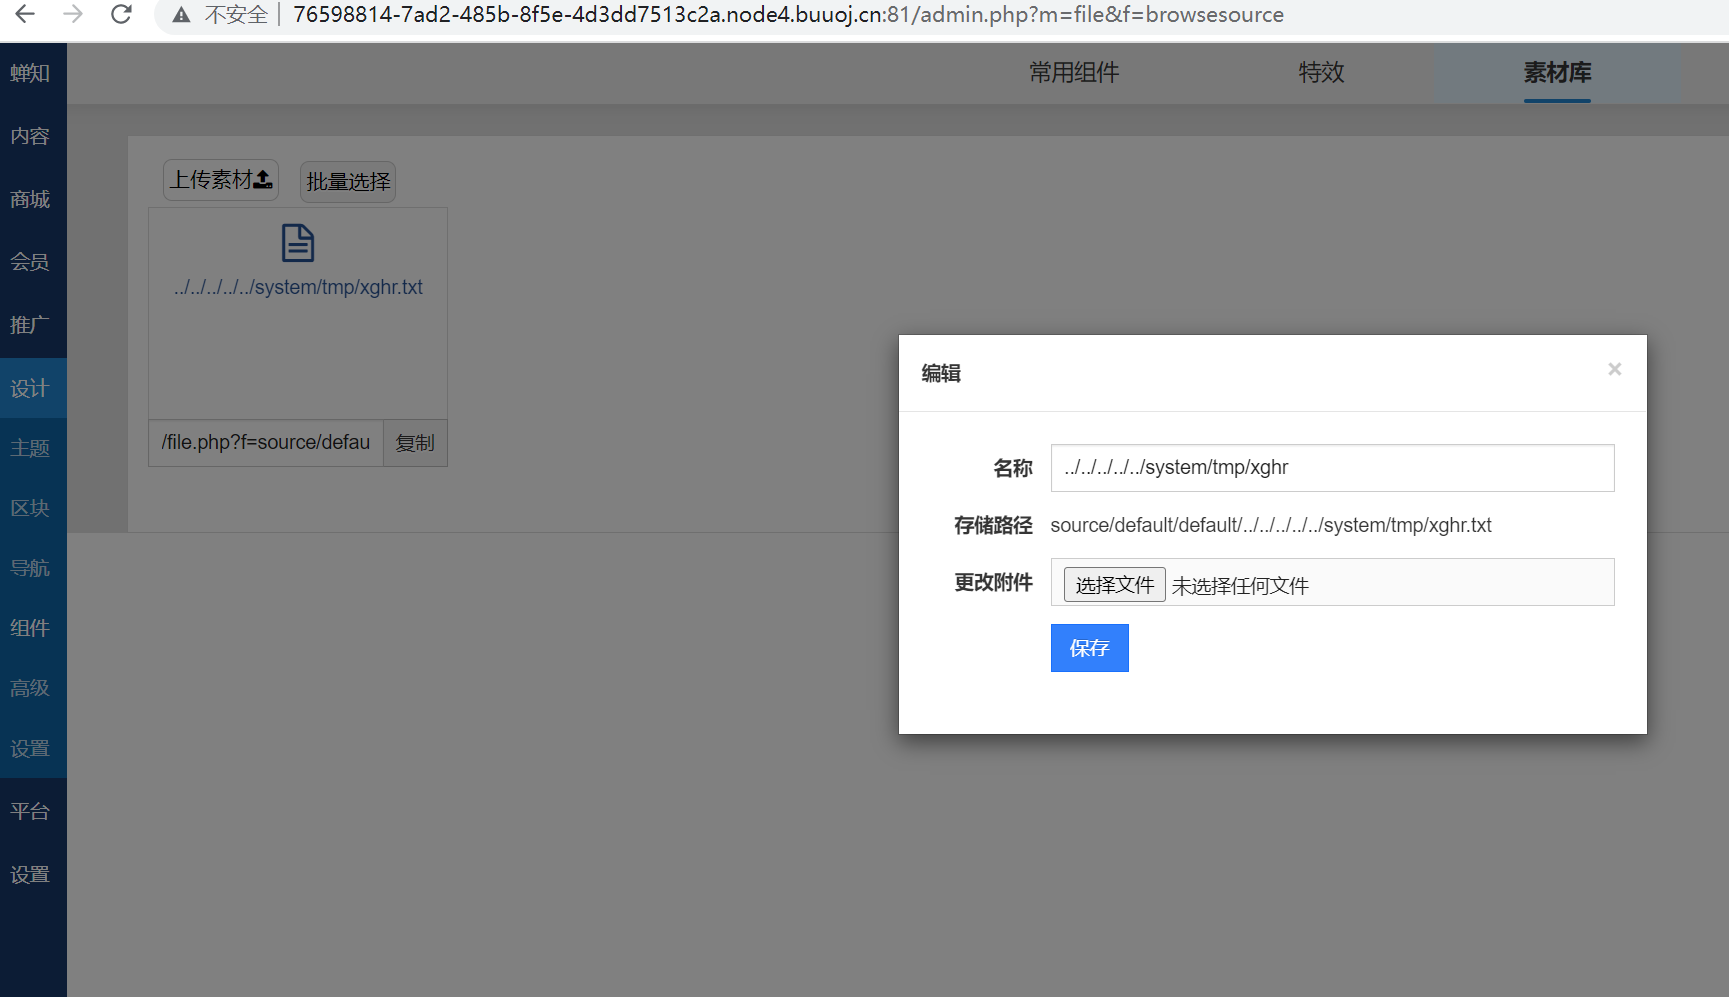 不安全 76598814-7ad2-485b-8f5e-4d3dd7513c2a.node4.buuoj.cn:81/admin.php?m=file&f=browsesource
蝉知
内容
商城
会员
推广
设计
主题
区块
导航
组件
高级
设置
平台
设置
常用组件 特效 素材库
上传素材 批量选择
../../../../../system/tmp/xghr.txt
/file.php?f=source/defau 复制
编辑 ×
名称 ../../../../../system/tmp/xghr
存储路径 source/default/default/../../../../../system/tmp/xghr.txt
更改附件 选择文件 未选择任何文件
保存